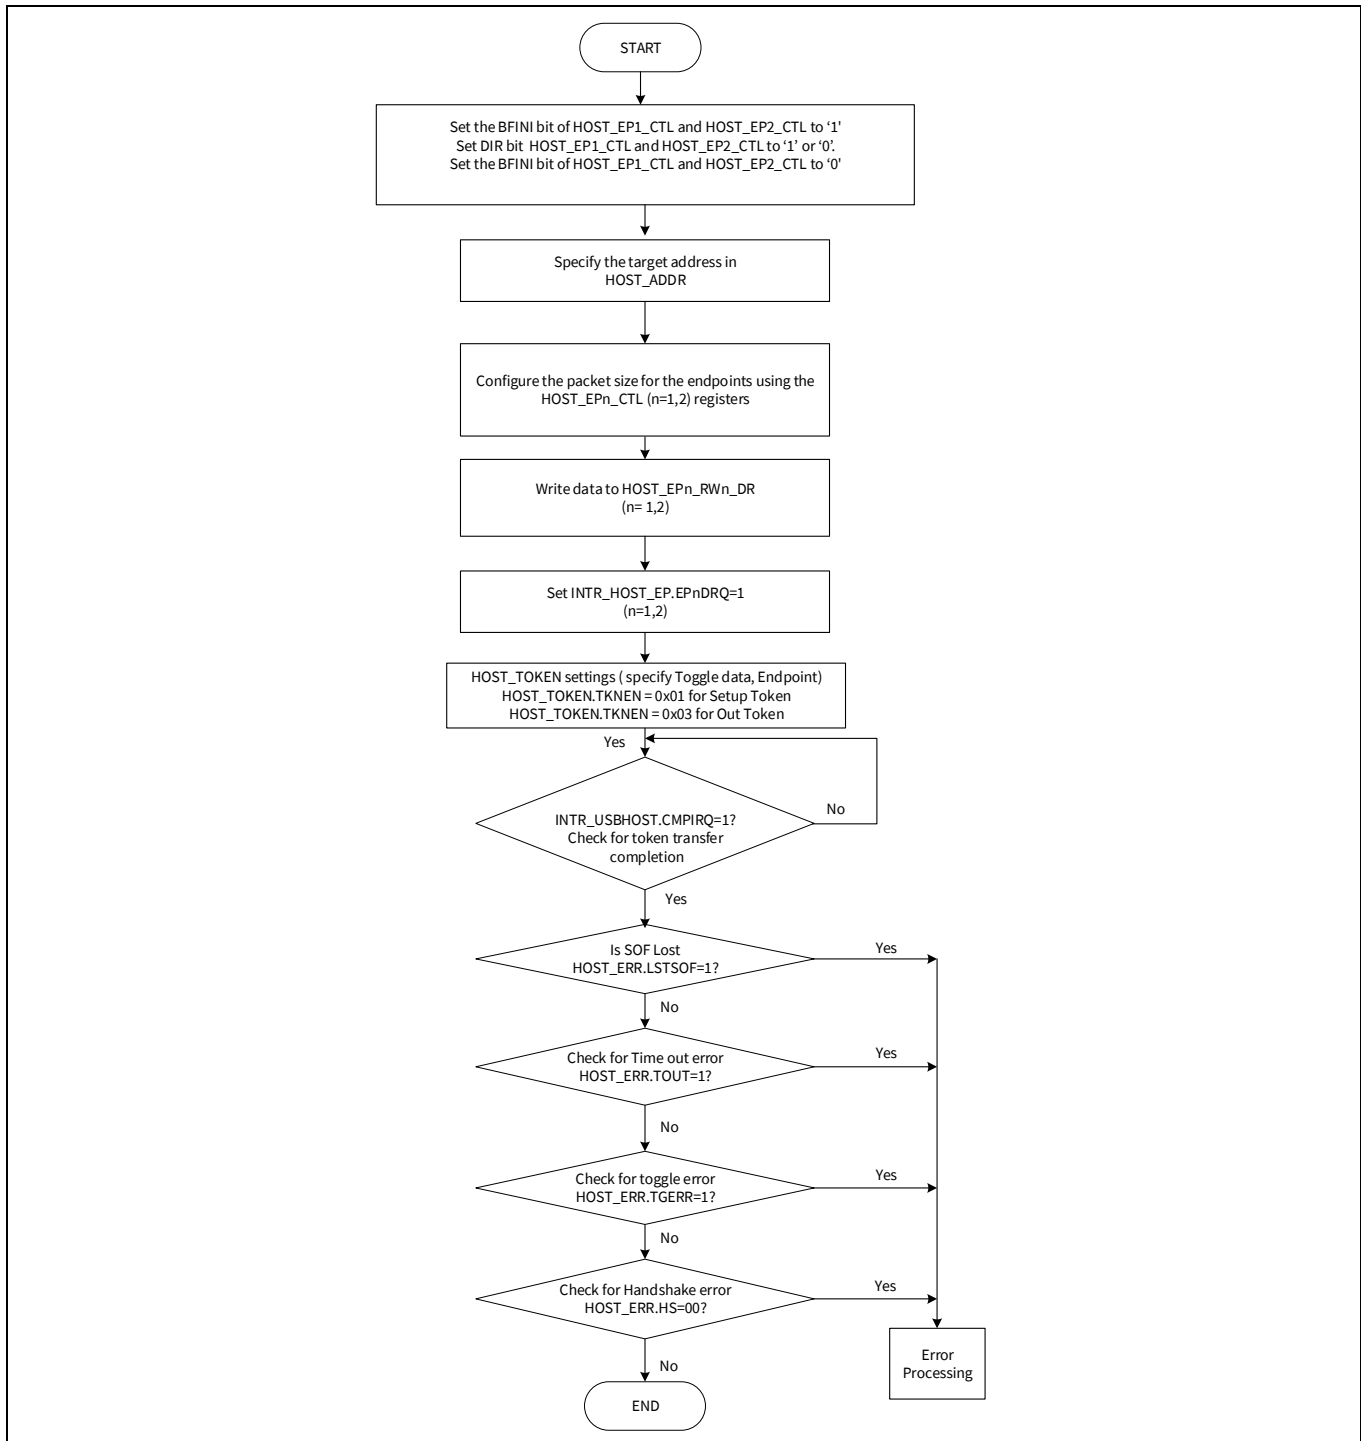 START
Set the BFINI bit of HOST_EP1_CTL and HOST_EP2_CTL to ‘1'
Set DIR bit  HOST_EP1_CTL and HOST_EP2_CTL to ‘1’ or ‘0’.
Set the BFINI bit of HOST_EP1_CTL and HOST_EP2_CTL to ‘0'
Specify the target address in
HOST_ADDR
Configure the packet size for the endpoints using the
HOST_EPn_CTL (n=1,2) registers
Write data to HOST_EPn_RWn_DR
(n= 1,2)
Set INTR_HOST_EP.EPnDRQ=1
(n=1,2)
HOST_TOKEN settings ( specify Toggle data, Endpoint)
HOST_TOKEN.TKNEN = 0x01 for Setup Token
HOST_TOKEN.TKNEN = 0x03 for Out Token
Yes
No
INTR_USBHOST.CMPIRQ=1?
Check for token transfer
completion
Yes
Is SOF Lost
HOST_ERR.LSTSOF=1?
Yes
No
Check for Time out error
HOST_ERR.TOUT=1?
Yes
No
Check for toggle error
HOST_ERR.TGERR=1?
Yes
No
Check for Handshake error
HOST_ERR.HS=00?
Yes
Error
Processing
No
END